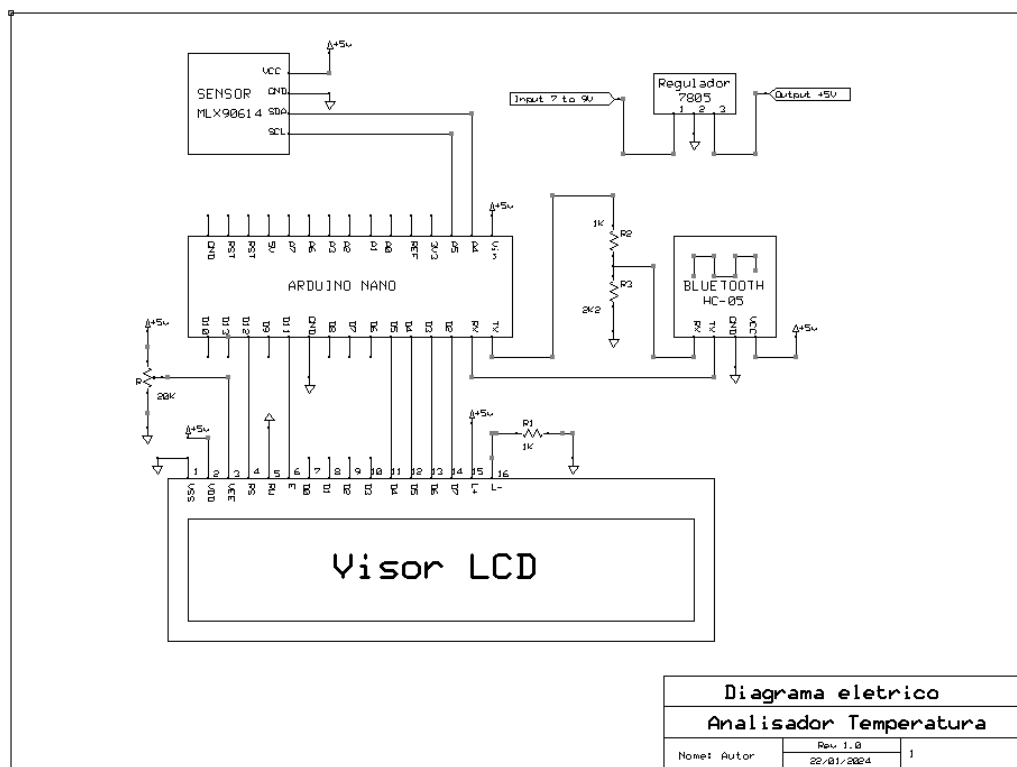 +5v
VCC
SENSOR
GND
MLX90614
SDA
SCL
Regulador
7805
1 2 3
Input 7 to 9V
Output +5V
+5v
1K
R2
R3
2K2
GND RST RST 5V A7 A6 A3 A2 A1 A0 REF 3V3 A5 A4 Vin
ARDUINO NANO
D10 D13 D12 D9 D11 GND D8 D7 D6 D5 D4 D3 D2 RX TX
BLUETOOTH
HC-05
RX TX GND VCC
+5v
+5v
R
20K
+5v
+5v
R1
1K
1 2 3 4 5 6 7 8 9 10 11 12 13 14 15 16
VSS VDD VEE RS RW E D0 D1 D2 D3 D4 D5 D6 D7 L+ L-
Visor LCD
Diagrama eletrico
Analisador Temperatura
Nome: Autor
Rev 1.0
22/01/2024
1